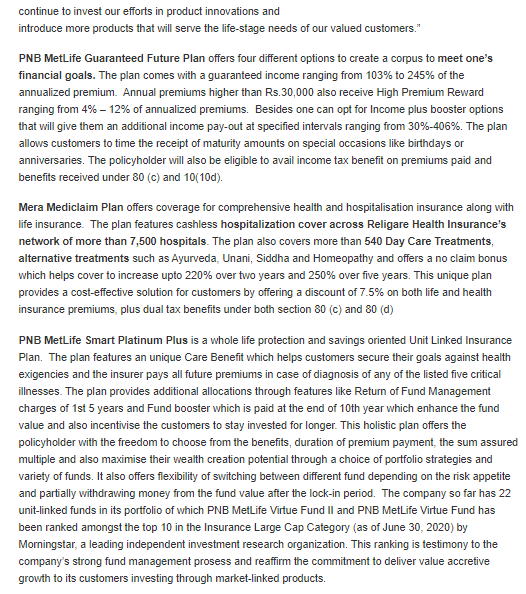 continue to invest our efforts in product innovations and
introduce more products that will serve the life-stage needs of our valued customers.”
PNB MetLife Guaranteed Future Plan offers four different options to create a corpus to meet one’s
financial goals. The plan comes with a guaranteed income ranging from 103% to 245% of the
annualized premium.  Annual premiums higher than Rs.30,000 also receive High Premium Reward
ranging from 4% – 12% of annualized premiums.  Besides one can opt for Income plus booster options
that will give them an additional income pay-out at specified intervals ranging from 30%-406%. The plan
allows customers to time the receipt of maturity amounts on special occasions like birthdays or
anniversaries. The policyholder will also be eligible to avail income tax benefit on premiums paid and
benefits received under 80 (c) and 10(10d).
Mera Mediclaim Plan offers coverage for comprehensive health and hospitalisation insurance along with
life insurance.  The plan features cashless hospitalization cover across Religare Health Insurance’s
network of more than 7,500 hospitals. The plan also covers more than 540 Day Care Treatments,
alternative treatments such as Ayurveda, Unani, Siddha and Homeopathy and offers a no claim bonus
which helps cover to increase upto 220% over two years and 250% over five years. This unique plan
provides a cost-effective solution for customers by offering a discount of 7.5% on both life and health
insurance premiums, plus dual tax benefits under both section 80 (c) and 80 (d)
PNB MetLife Smart Platinum Plus is a whole life protection and savings oriented Unit Linked Insurance
Plan.  The plan features an unique Care Benefit which helps customers secure their goals against health
exigencies and the insurer pays all future premiums in case of diagnosis of any of the listed five critical
illnesses. The plan provides additional allocations through features like Return of Fund Management
charges of 1st 5 years and Fund booster which is paid at the end of 10th year which enhance the fund
value and also incentivise the customers to stay invested for longer. This holistic plan offers the
policyholder with the freedom to choose from the benefits, duration of premium payment, the sum assured
multiple and also maximise their wealth creation potential through a choice of portfolio strategies and
variety of funds. It also offers flexibility of switching between different fund depending on the risk appetite
and partially withdrawing money from the fund value after the lock-in period.  The company so far has 22
unit-linked funds in its portfolio of which PNB MetLife Virtue Fund II and PNB MetLife Virtue Fund has
been ranked amongst the top 10 in the Insurance Large Cap Category (as of June 30, 2020) by
Morningstar, a leading independent investment research organization. This ranking is testimony to the
company’s strong fund management prosess and reaffirm the commitment to deliver value accretive
growth to its customers investing through market-linked products.